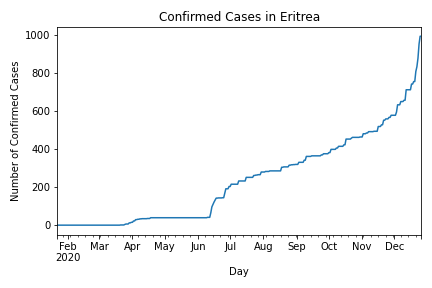 Confirmed Cases in Eritrea
Number of Confirmed Cases
1000
800
600
400
200
0
Feb Mar Apr May Jun Jul Aug Sep Oct Nov Dec
2020
Day